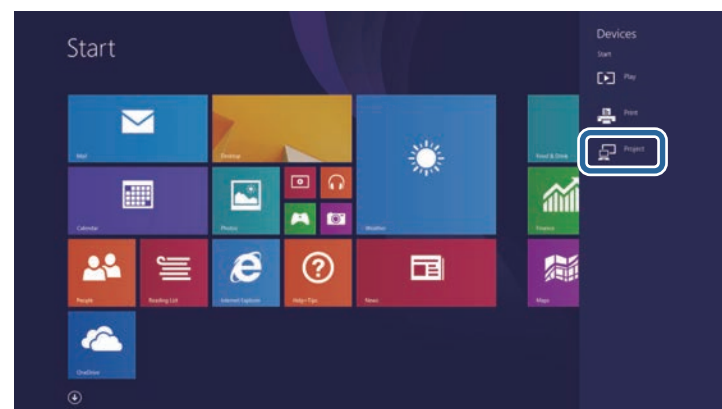 Start
Mail
Desktop
Weather
Calendar
Photos
People
Reading List
Internet Explorer
Help+Tips
News
OneDrive
Food & Drink
Finance
Maps
Devices
Start
Play
Print
Project